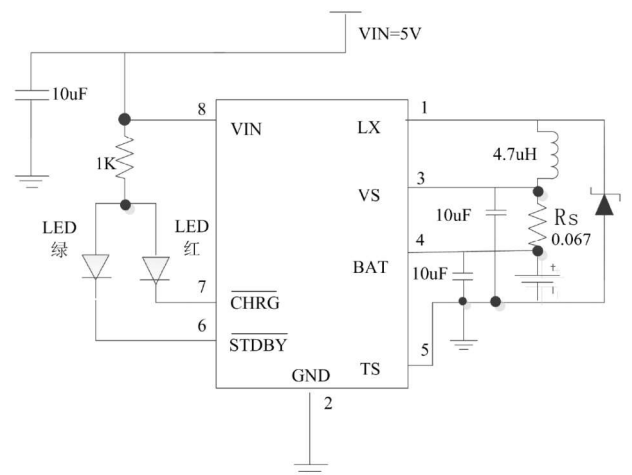 VIN=5V
10uF
8
VIN
LX
1
1K
4.7uH
VS
3
LED
绿
LED
红
10uF
Rs
0.067
4
BAT
10uF
+
7
CHRG
6
STDBY
TS
5
GND
2